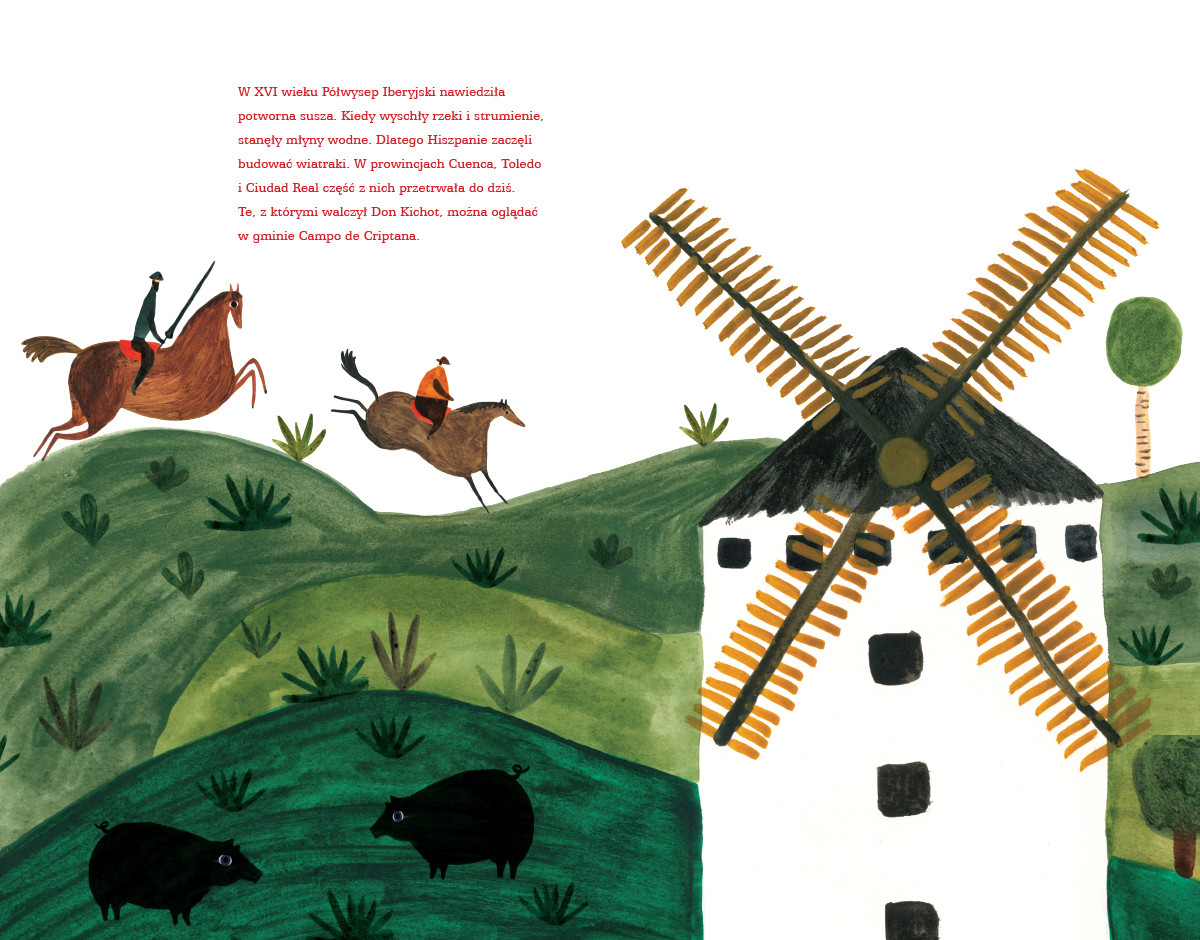 W XVI wieku Półwysep Iberyjski nawiedziła
potworna susza. Kiedy wyschły rzeki i strumienie,
stanęły młyny wodne. Dlatego Hiszpanie zaczęli
budować wiatraki. W prowincjach Cuenca, Toledo
i Ciudad Real część z nich przetrwała do dziś.
Te, z którymi walczył Don Kichot, można oglądać
w gminie Campo de Criptana.